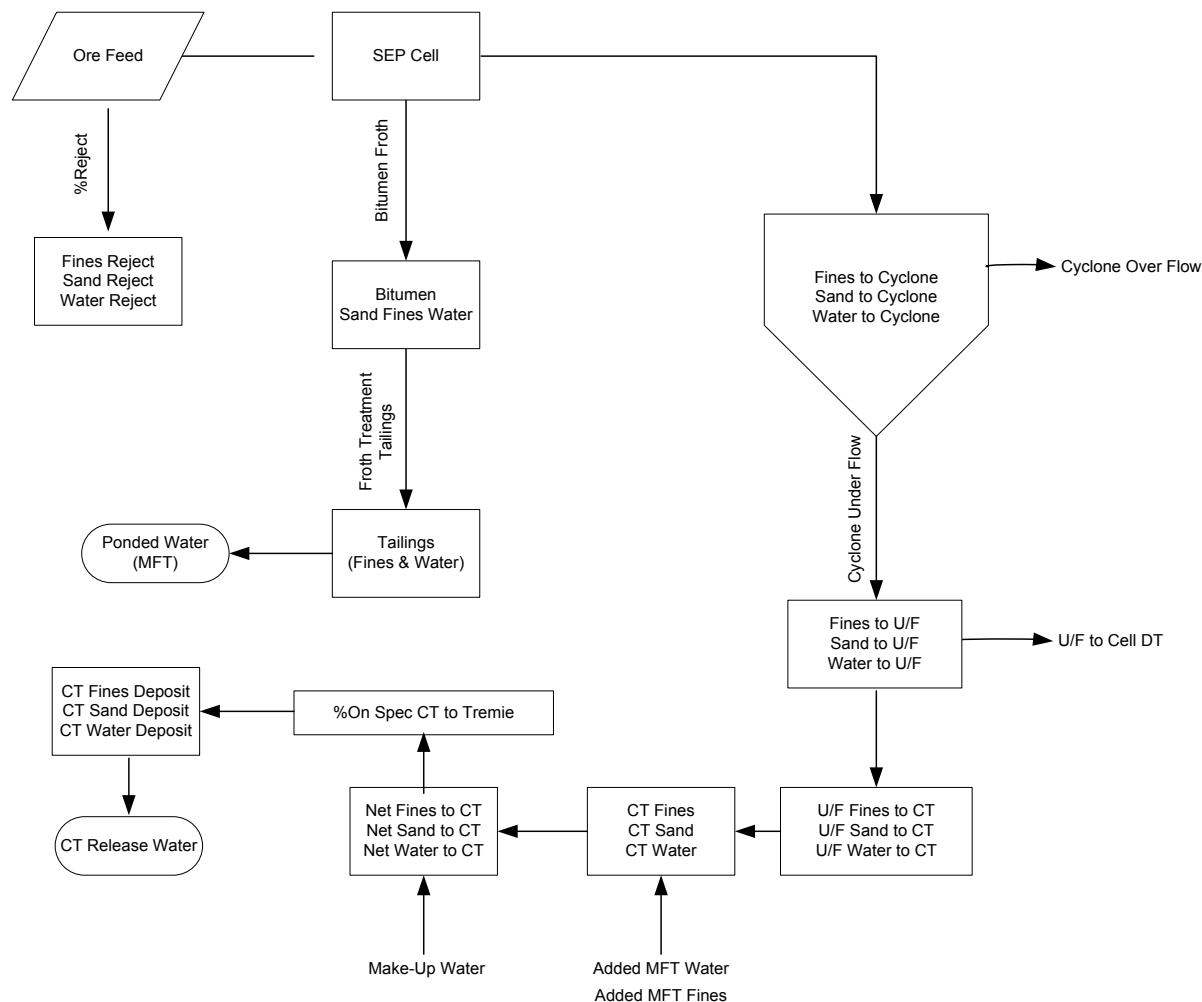 Ore Feed
SEP Cell
%Reject
Bitumen Froth
Fines Reject
Sand Reject
Water Reject
Bitumen
Sand Fines Water
Fines to Cyclone
Sand to Cyclone
Water to Cyclone
Cyclone Over Flow
Froth Treatment
Tailings
Cyclone Under Flow
Ponded Water
(MFT)
Tailings
(Fines & Water)
Fines to U/F
Sand to U/F
Water to U/F
U/F to Cell DT
CT Fines Deposit
CT Sand Deposit
CT Water Deposit
%On Spec CT to Tremie
CT Release Water
Net Fines to CT
Net Sand to CT
Net Water to CT
CT Fines
CT Sand
CT Water
U/F Fines to CT
U/F Sand to CT
U/F Water to CT
Make-Up Water
Added MFT Water
Added MFT Fines